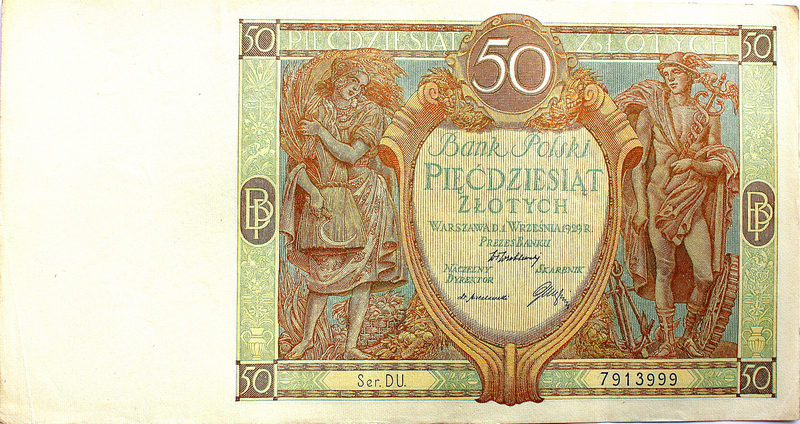 50 PIĘĆDZIESIĄT 50 ZŁOTYCH 50
Bank Polski
PIĘĆDZIESIĄT
ZŁOTYCH
WARSZAWA D. 1 WRZEŚNIA 1929 R.
PREZES BANKU
NACZELNY SKARBNIK
DYREKTOR
BP BP
50 Ser. DU. 7913999 50